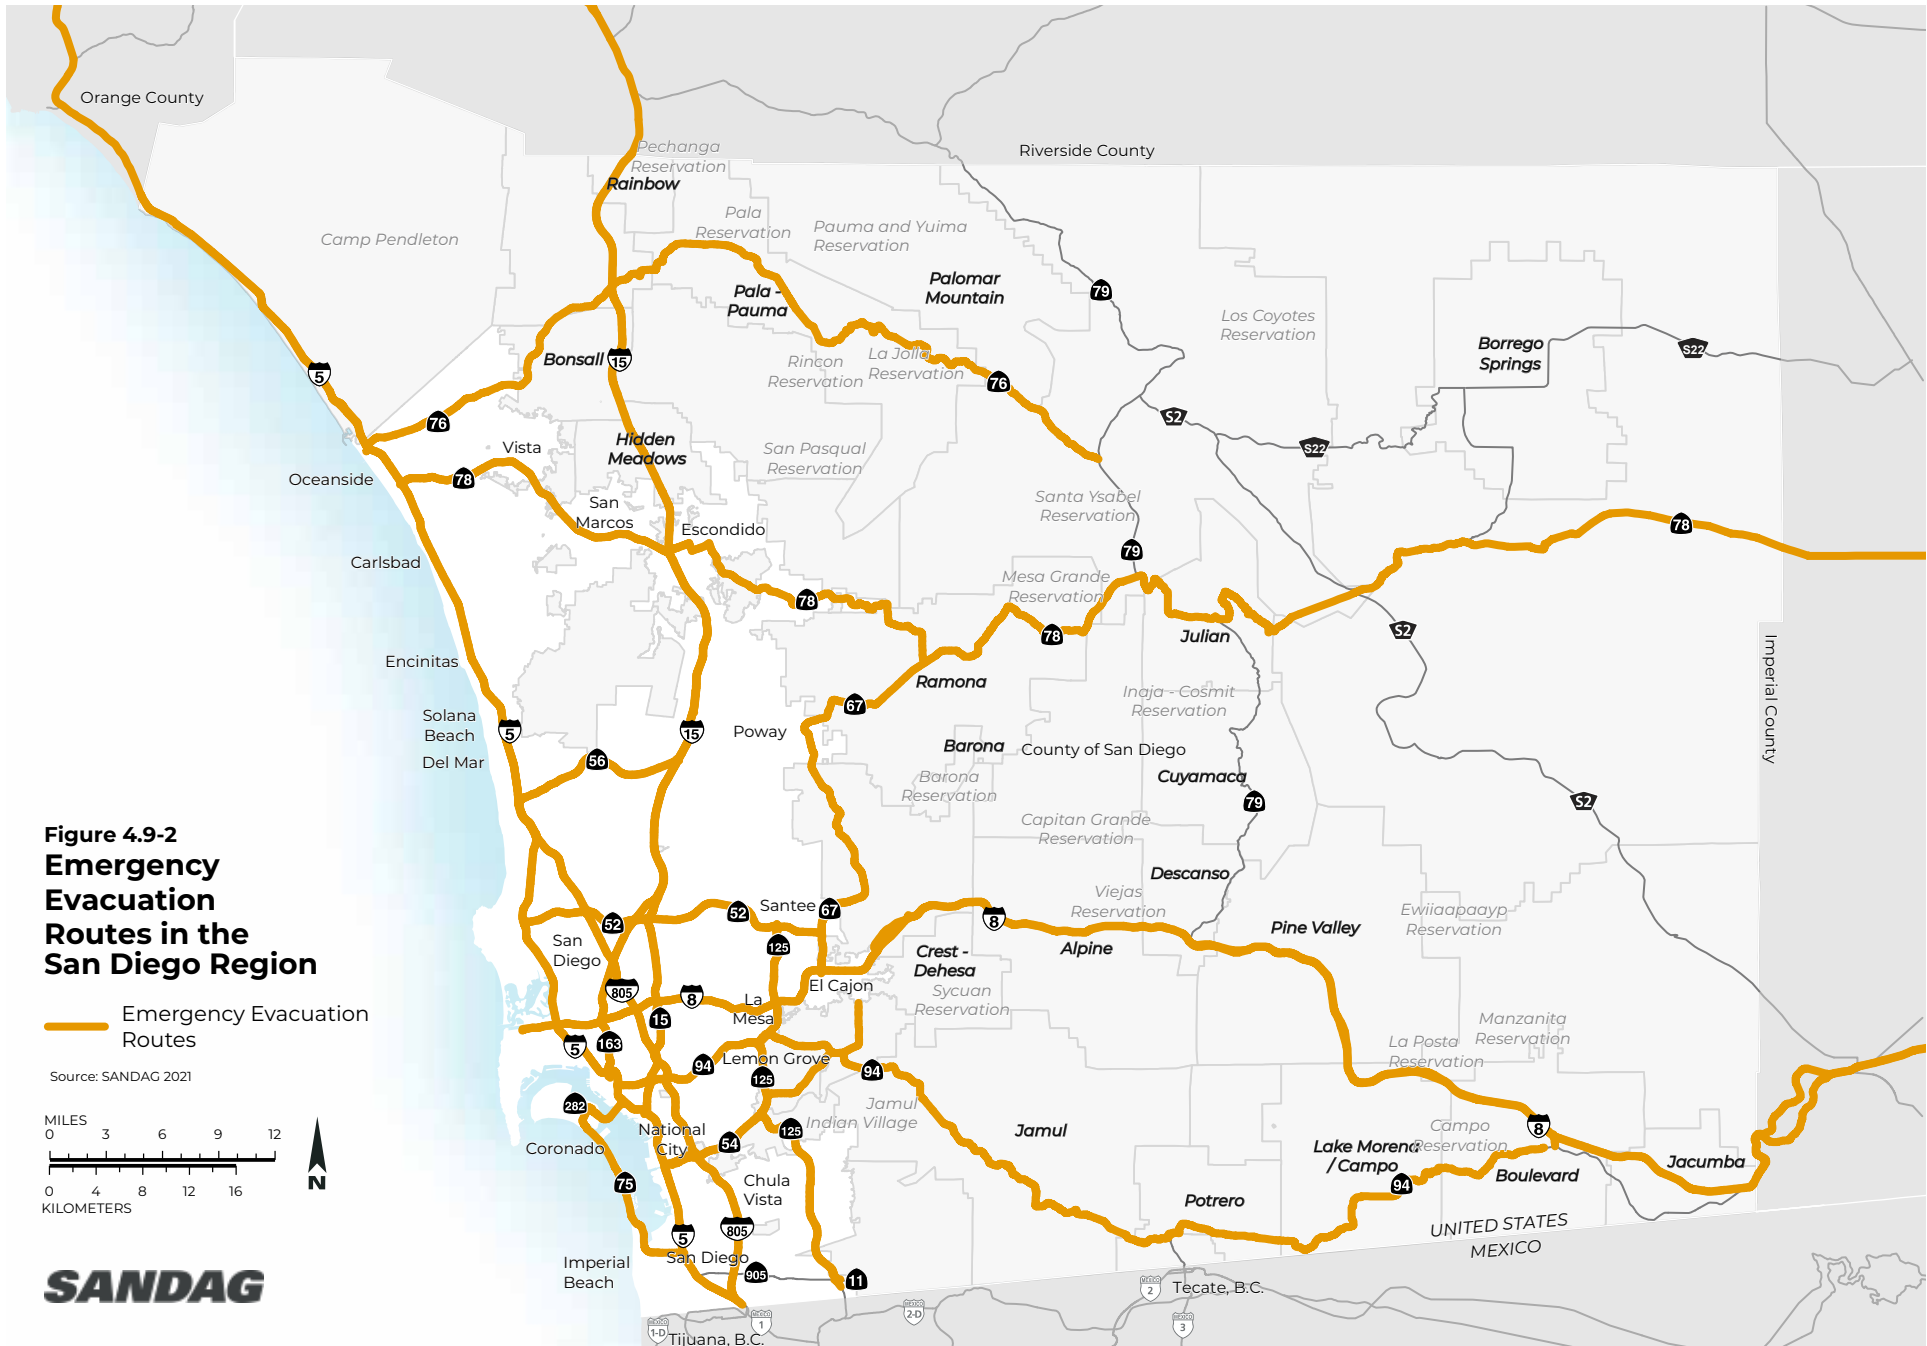 Orange County
Riverside County
Pechanga
Reservation
Rainbow
Pala
Reservation
Pauma and Yuima
Reservation
Camp Pendleton
Palomar
Mountain
79
Pala -
Pauma
Los Coyotes
Reservation
Borrego
Springs
S22
Bonsall
15
5
La Jolla
Reservation
Rincon
Reservation
76
76
S2
S22
Hidden
Meadows
Vista
San Pasqual
Reservation
Oceanside
78
San
Marcos
Escondido
Santa Ysabel
Reservation
78
79
Carlsbad
Mesa Grande
Reservation
78
78
Julian
S2
Encinitas
Imperial County
Ramona
Inaja - Cosmit
Reservation
67
Solana
Beach
5
15
Poway
Barona
County of San Diego
Del Mar
56
Barona
Reservation
Cuyamaca
79
S2
Capitan Grande
Reservation
Figure 4.9-2
Emergency
Evacuation
Routes in the
San Diego Region
Descanso
Viejas
Reservation
Ewiiaapaayp
Reservation
52
52
Santee
67
8
Pine Valley
San
Diego
125
Alpine
Crest -
Dehesa
Sycuan
Reservation
El Cajon
805
8
La
Mesa
Emergency Evacuation
Routes
15
Manzanita
Reservation
La Posta
Reservation
5
163
94
Lemon Grove
94
125
Source: SANDAG 2021
282
Jamul
Indian Village
MILES
0 3 6 9 12
National
City
54
125
Jamul
Campo
Reservation
8
Coronado
Lake Morena
/ Campo
94
Boulevard
Jacumba
75
Chula
Vista
0 4 8 12 16
KILOMETERS
N
Potrero
UNITED STATES
MEXICO
5
805
San Diego
Imperial
Beach
905
11
SANDAG
MEXICO
2
Tecate, B.C.
MEXICO
2-D
MEXICO
1
MEXICO
1-D
MEXICO
3
Tijuana, B.C.